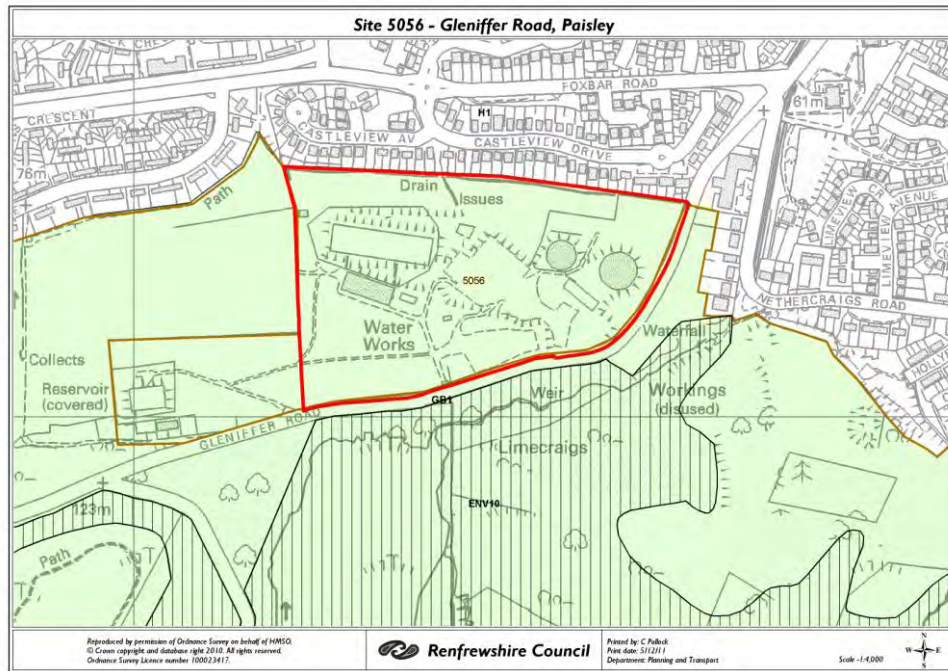 Site 5056 - Gleniffer Road, Paisley
CRESCENT
FOXBAR ROAD
61m
H1
CASTLEVIEW AV
CASTLEVIEW DRIVE
76m
Path
Drain
Issues
LIMEVIEW
AVENUE
LIMEVIEW
5056
NETHERCRAIGS ROAD
Water
Works
Waterfall
Collects
Reservoir
(covered)
GB1
Weir
Workings
(disused)
GLENIFFER ROAD
Limecraigs
123m
ENV10
Path
Reproduced by permission of Ordnance Survey on behalf of HMSO.
© Crown copyright and database right 2010. All rights reserved.
Ordnance Survey Licence number 100023417.
Renfrewshire Council
Printed by: C Pollock
Print date: 5/12/11
Department: Planning and Transport
Scale -1:4,000
N
W
E
S